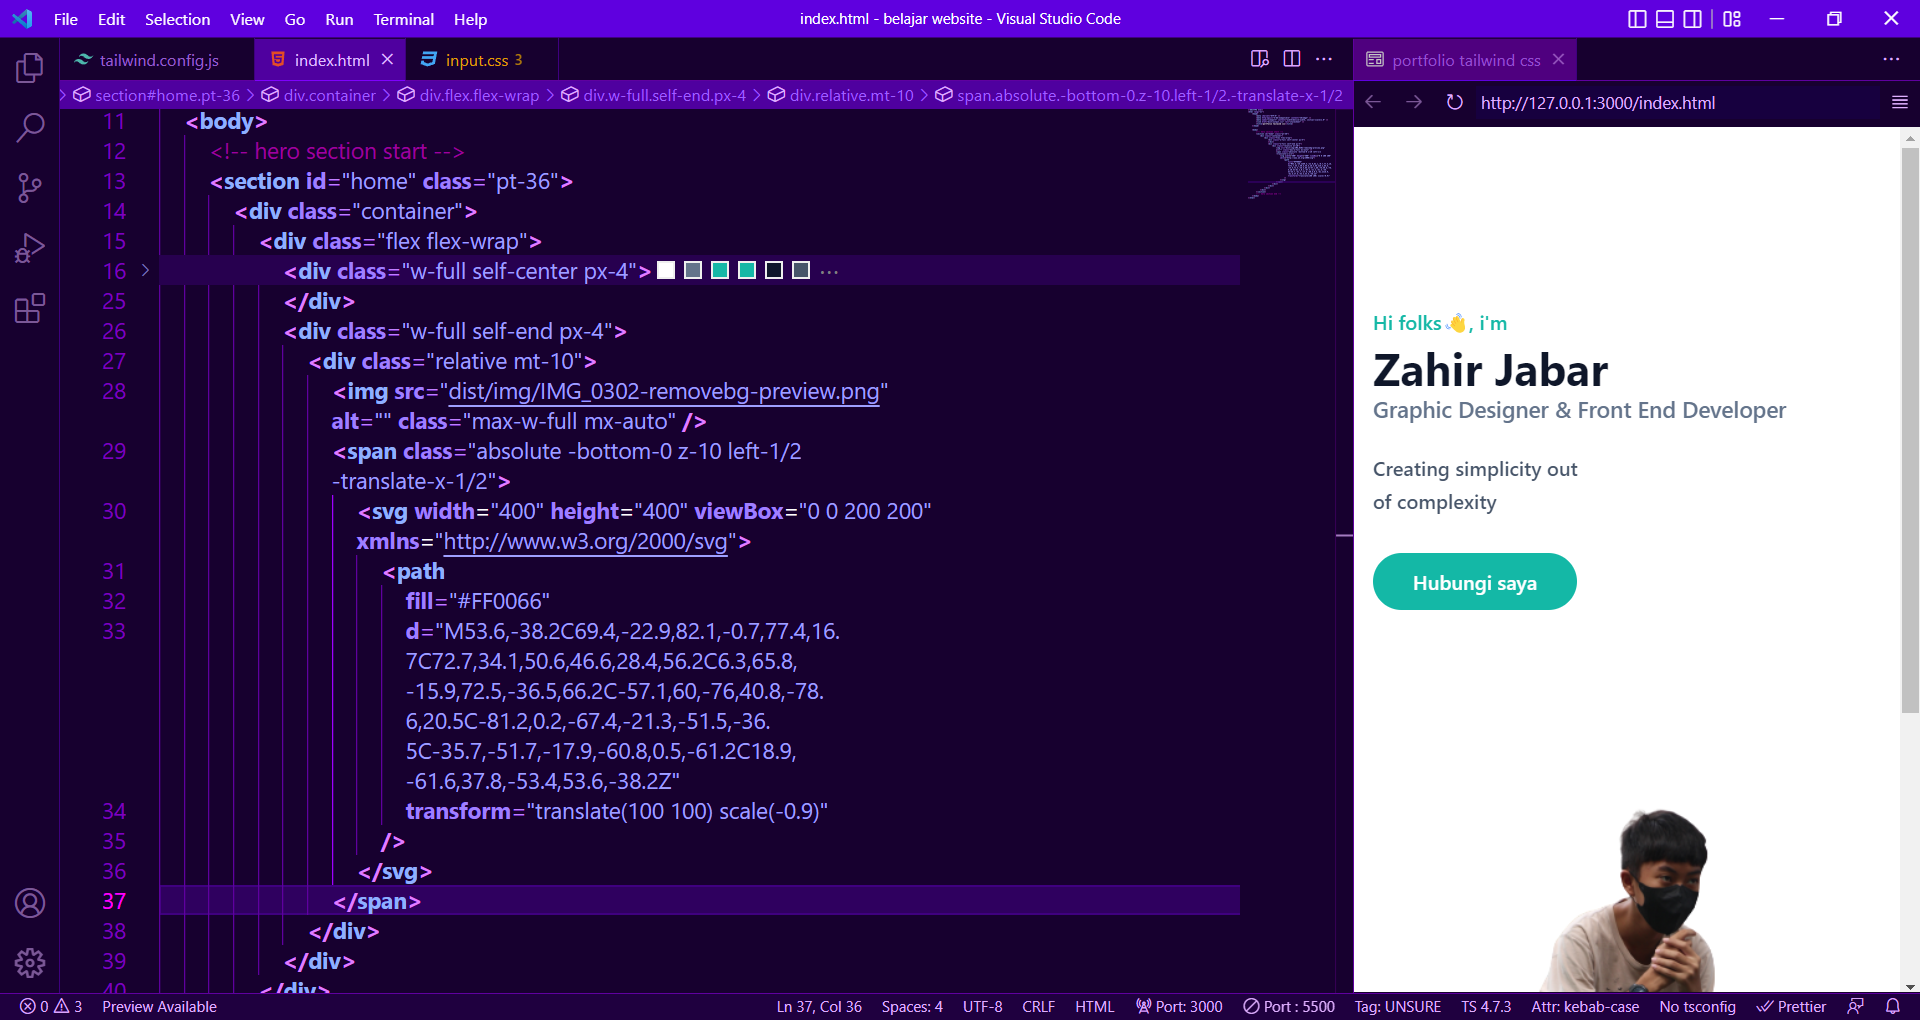 File Edit Selection View Go Run Terminal Help
index.html - belajar website - Visual Studio Code
tailwind.config.js
index.html
input.css 3
portfolio tailwind css
section#home.pt-36 > div.container > div.flex.flex-wrap > div.w-full.self-end.px-4 > div.relative.mt-10 > span.absolute.-bottom-0.z-10.left-1/2.-translate-x-1/2
http://127.0.0.1:3000/index.html
11 <body>
12 <!-- hero section start -->
13 <section id="home" class="pt-36">
14 <div class="container">
15 <div class="flex flex-wrap">
16 <div class="w-full self-center px-4"> ...
25 </div>
26 <div class="w-full self-end px-4">
27 <div class="relative mt-10">
28 <img src="dist/img/IMG_0302-removebg-preview.png"
alt="" class="max-w-full mx-auto" />
29 <span class="absolute -bottom-0 z-10 left-1/2
-translate-x-1/2">
30 <svg width="400" height="400" viewBox="0 0 200 200"
xmlns="http://www.w3.org/2000/svg">
31 <path
32 fill="#FF0066"
33 d="M53.6,-38.2C69.4,-22.9,82.1,-0.7,77.4,16.
7C72.7,34.1,50.6,46.6,28.4,56.2C6.3,65.8,
-15.9,72.5,-36.5,66.2C-57.1,60,-76,40.8,-78.
6,20.5C-81.2,0.2,-67.4,-21.3,-51.5,-36.
5C-35.7,-51.7,-17.9,-60.8,0.5,-61.2C18.9,
-61.6,37.8,-53.4,53.6,-38.2Z"
34 transform="translate(100 100) scale(-0.9)"
35 />
36 </svg>
37 </span>
38 </div>
39 </div>
40 </div>
Hi folks👋, i'm
Zahir Jabar
Graphic Designer & Front End Developer
Creating simplicity out
of complexity
Hubungi saya
0 3 Preview Available
Ln 37, Col 36 Spaces: 4 UTF-8 CRLF HTML Port: 3000 Port : 5500 Tag: UNSURE TS 4.7.3 Attr: kebab-case No tsconfig Prettier